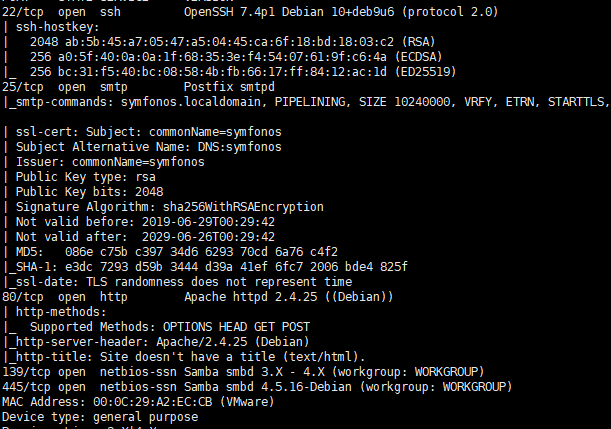 22/tcp open ssh OpenSSH 7.4p1 Debian 10+deb9u6 (protocol 2.0)
| ssh-hostkey:
| 2048 ab:5b:45:a7:05:47:a5:04:45:ca:6f:18:bd:18:03:c2 (RSA)
| 256 a0:5f:40:0a:0a:1f:68:35:3e:f4:54:07:61:9f:c6:4a (ECDSA)
|_ 256 bc:31:f5:40:bc:08:58:4b:fb:66:17:ff:84:12:ac:1d (ED25519)
25/tcp open smtp Postfix smtpd
|_smtp-commands: symfonos.localdomain, PIPELINING, SIZE 10240000, VRFY, ETRN, STARTTLS,
| ssl-cert: Subject: commonName=symfonos
| Subject Alternative Name: DNS:symfonos
| Issuer: commonName=symfonos
| Public Key type: rsa
| Public Key bits: 2048
| Signature Algorithm: sha256WithRSAEncryption
| Not valid before: 2019-06-29T00:29:42
| Not valid after: 2029-06-26T00:29:42
| MD5: 086e c75b c397 34d6 6293 70cd 6a76 c4f2
|_SHA-1: e3dc 7293 d59b 3444 d39a 41ef 6fc7 2006 bde4 825f
|_ssl-date: TLS randomness does not represent time
80/tcp open http Apache httpd 2.4.25 ((Debian))
| http-methods:
|_ Supported Methods: OPTIONS HEAD GET POST
|_http-server-header: Apache/2.4.25 (Debian)
|_http-title: Site doesn't have a title (text/html).
139/tcp open netbios-ssn Samba smbd 3.X - 4.X (workgroup: WORKGROUP)
445/tcp open netbios-ssn Samba smbd 4.5.16-Debian (workgroup: WORKGROUP)
MAC Address: 00:0C:29:A2:EC:CB (VMware)
Device type: general purpose